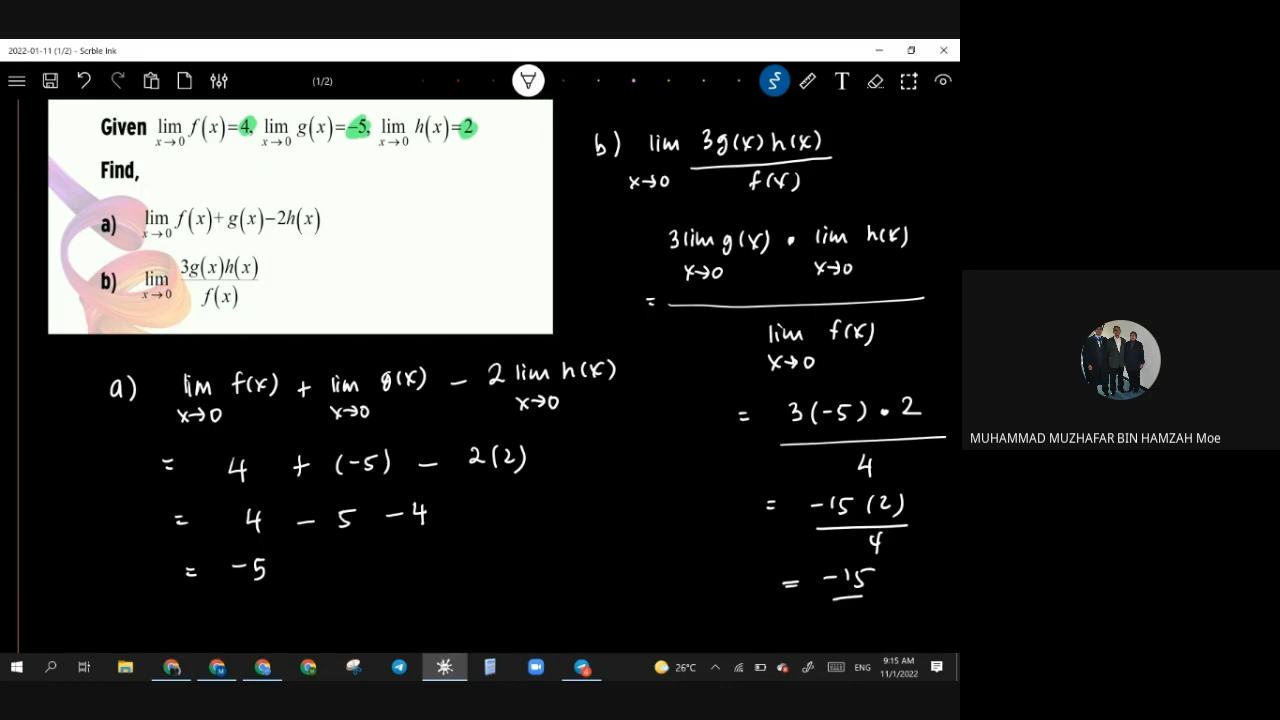 2022-01-11 (1/2) - Scrble Ink
(1/2)
T
Given lim x→0 f(x)=4, lim x→0 g(x)=-5, lim x→0 h(x)=2
Find,
a) lim x→0 f(x)+g(x)-2h(x)
b) lim x→0 3g(x)h(x) / f(x)
a) lim x→0 f(x) + lim x→0 g(x) - 2 lim x→0 h(x)
= 4 + (-5) - 2(2)
= 4 - 5 - 4
= -5
b) lim x→0 3g(x)h(x) / f(x)
= 3 lim x→0 g(x) • lim x→0 h(x) / lim x→0 f(x)
= 3(-5) • 2 / 4
= -15(2) / 4
= -15
MUHAMMAD MUZHAFAR BIN HAMZAH Moe
26°C
ENG
9:15 AM
11/1/2022